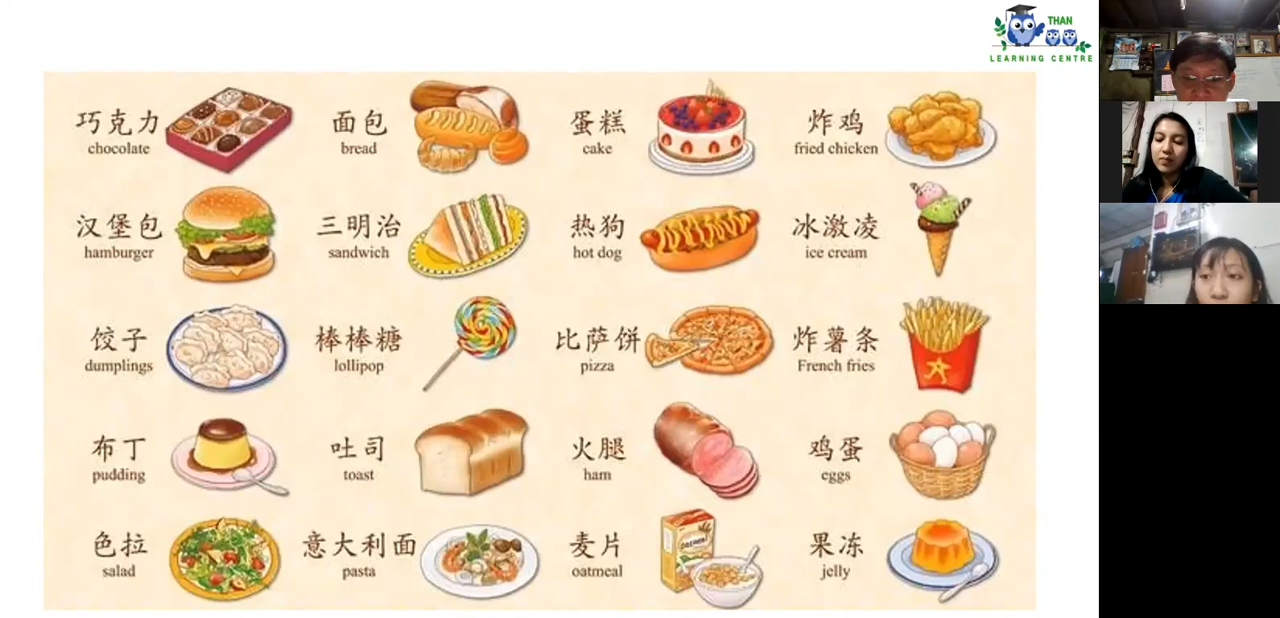 THAN
LEARNING CENTRE
巧克力
chocolate
面包
bread
蛋糕
cake
炸鸡
fried chicken
汉堡包
hamburger
三明治
sandwich
热狗
hot dog
冰激凌
ice cream
饺子
dumplings
棒棒糖
lollipop
比萨饼
pizza
炸薯条
French fries
布丁
pudding
吐司
toast
火腿
ham
鸡蛋
eggs
色拉
salad
意大利面
pasta
麦片
oatmeal
果冻
jelly